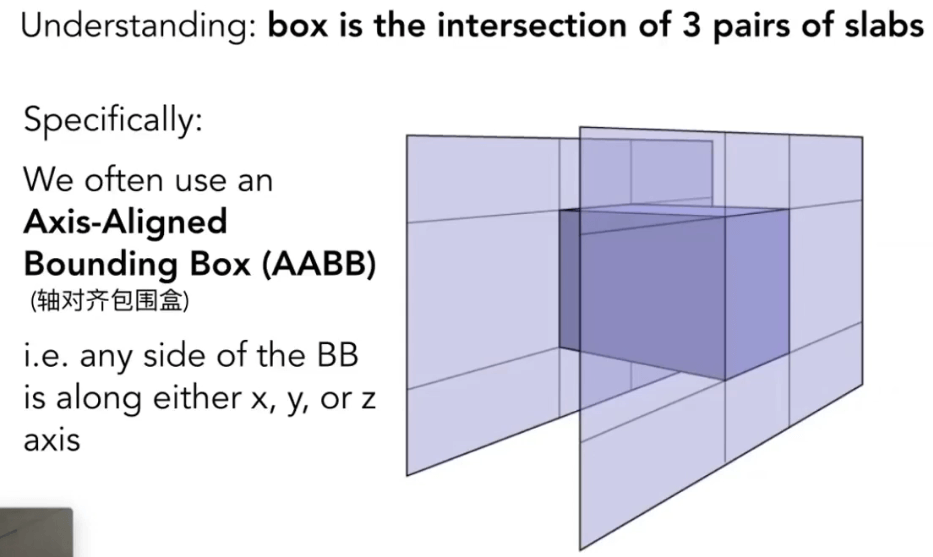 Understanding: box is the intersection of 3 pairs of slabs
Specifically:
We often use an
Axis-Aligned
Bounding Box (AABB)
(轴对齐包围盒)
i.e. any side of the BB
is along either x, y, or z
axis